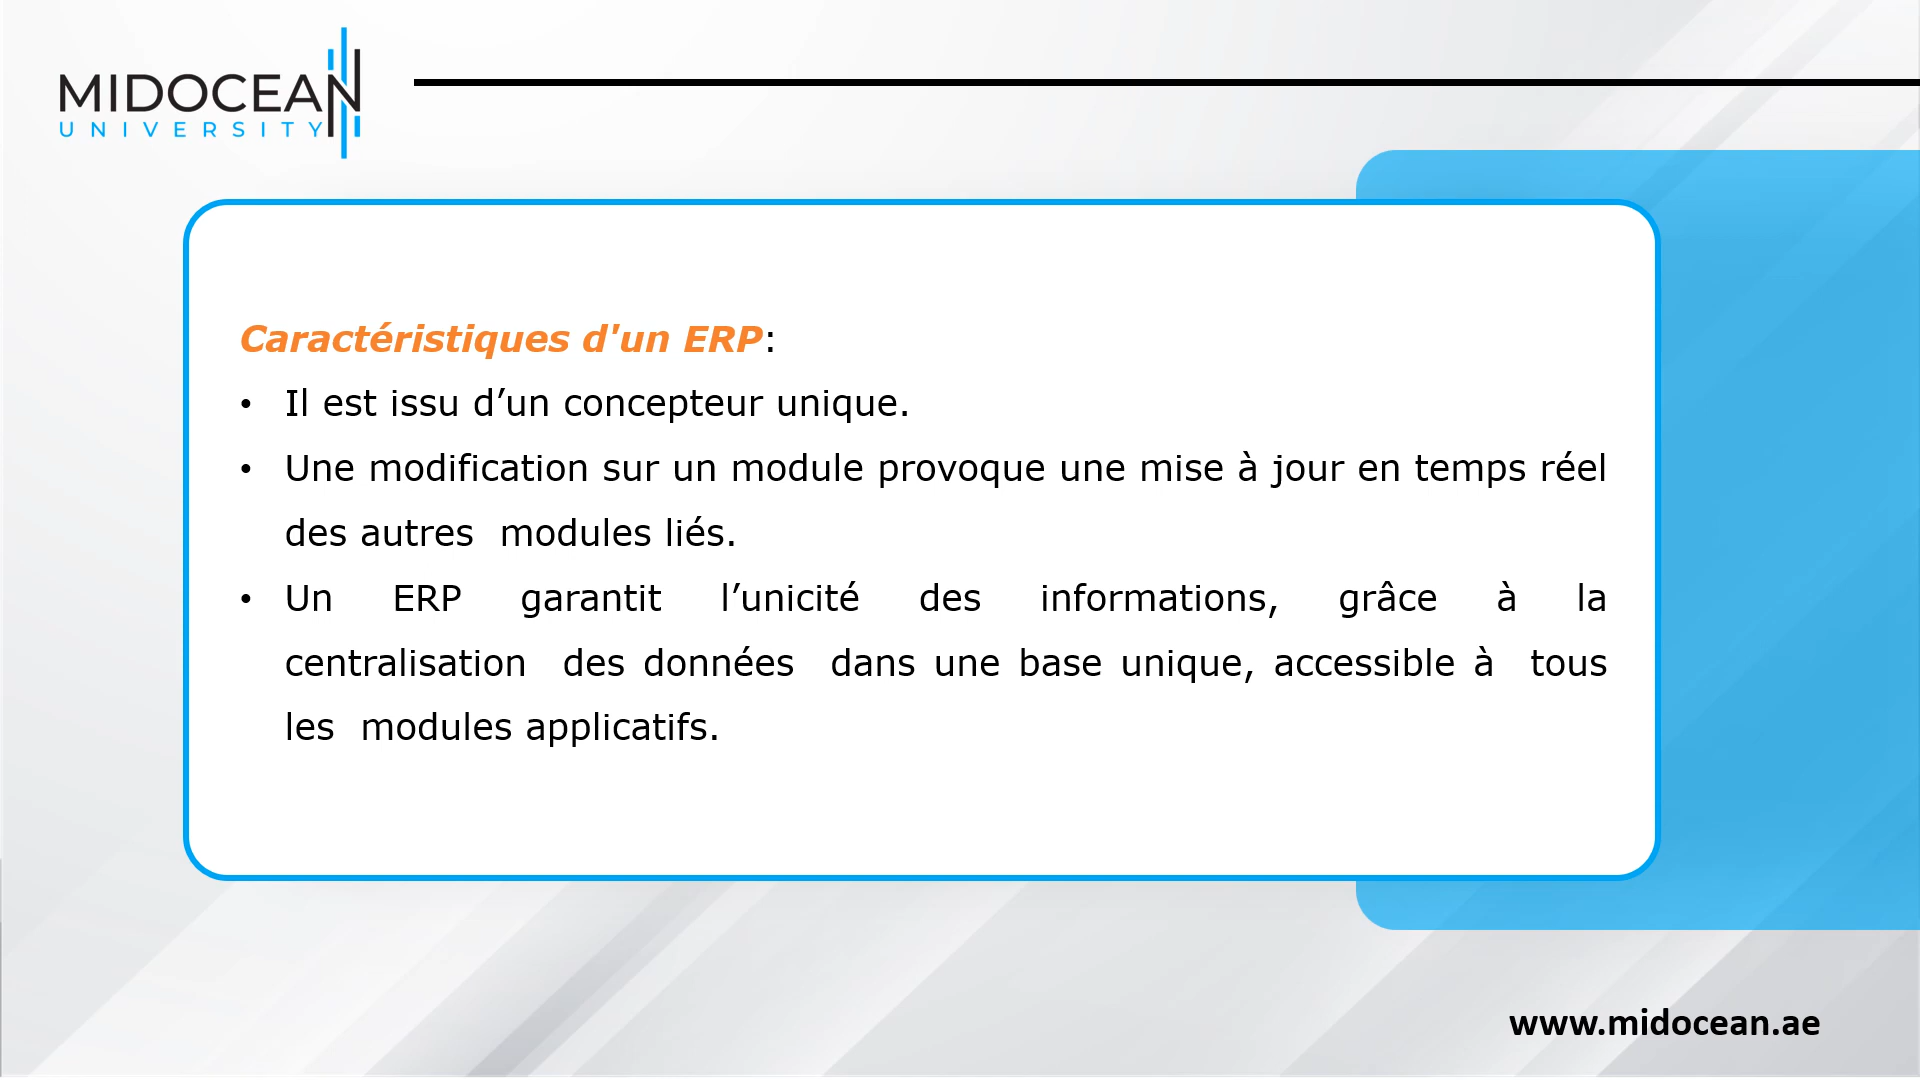 MIDOCEAN
UNIVERSITY
Caractéristiques d'un ERP:
• Il est issu d’un concepteur unique.
• Une modification sur un module provoque une mise à jour en temps réel
des autres modules liés.
• Un ERP garantit l’unicité des informations, grâce à la
centralisation des données dans une base unique, accessible à tous
les modules applicatifs.
www.midocean.ae